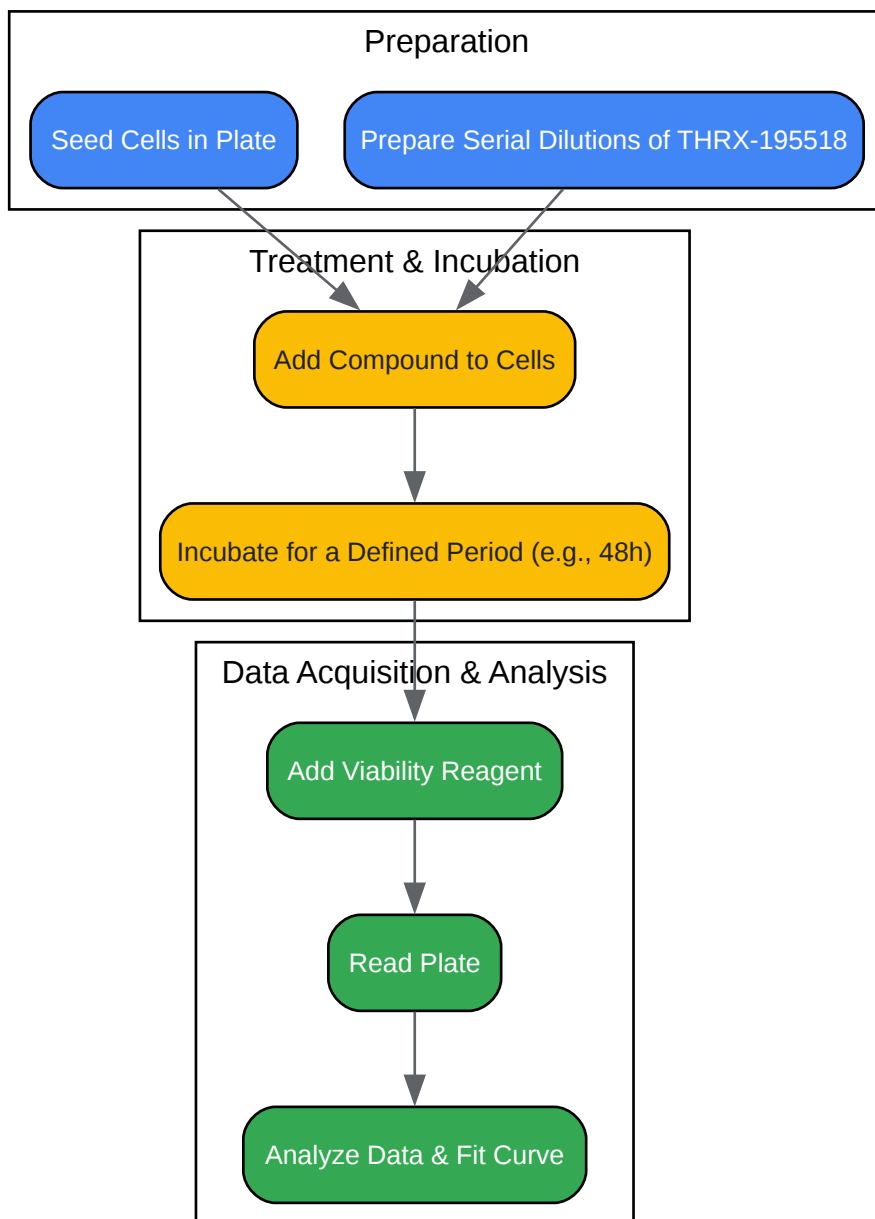 Preparation
Seed Cells in Plate
Prepare Serial Dilutions of THRX-195518
Treatment & Incubation
Add Compound to Cells
Incubate for a Defined Period (e.g., 48h)
Data Acquisition & Analysis
Add Viability Reagent
Read Plate
Analyze Data & Fit Curve